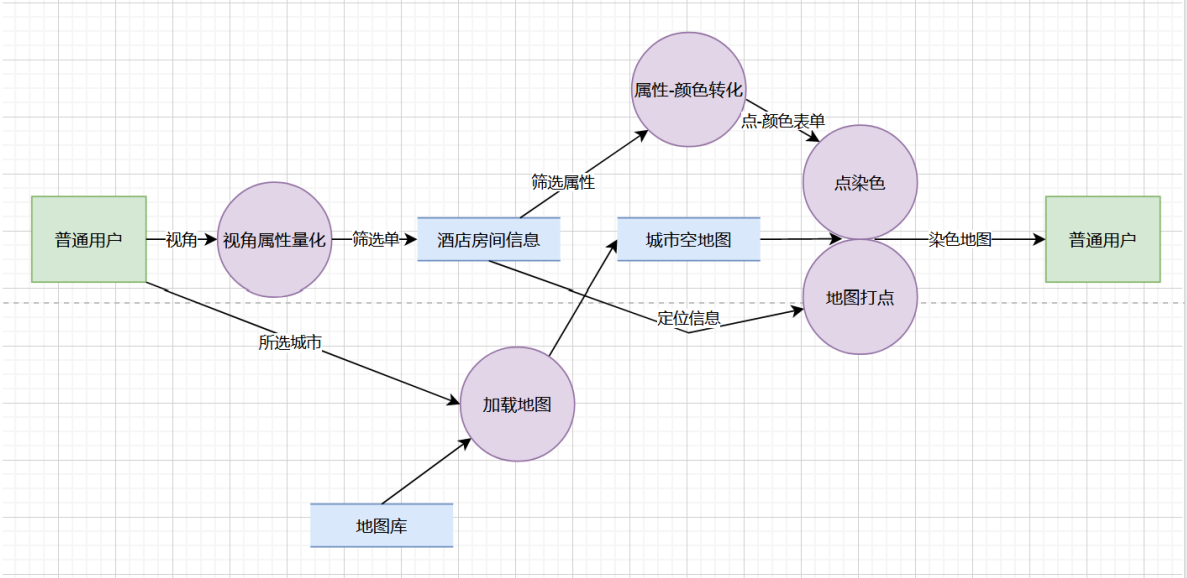 属性-颜色转化
点-颜色表单
点染色
筛选属性
普通用户
视角
视角属性量化
筛选单
酒店房间信息
城市空地图
染色地图
普通用户
地图打点
定位信息
所选城市
加载地图
地图库